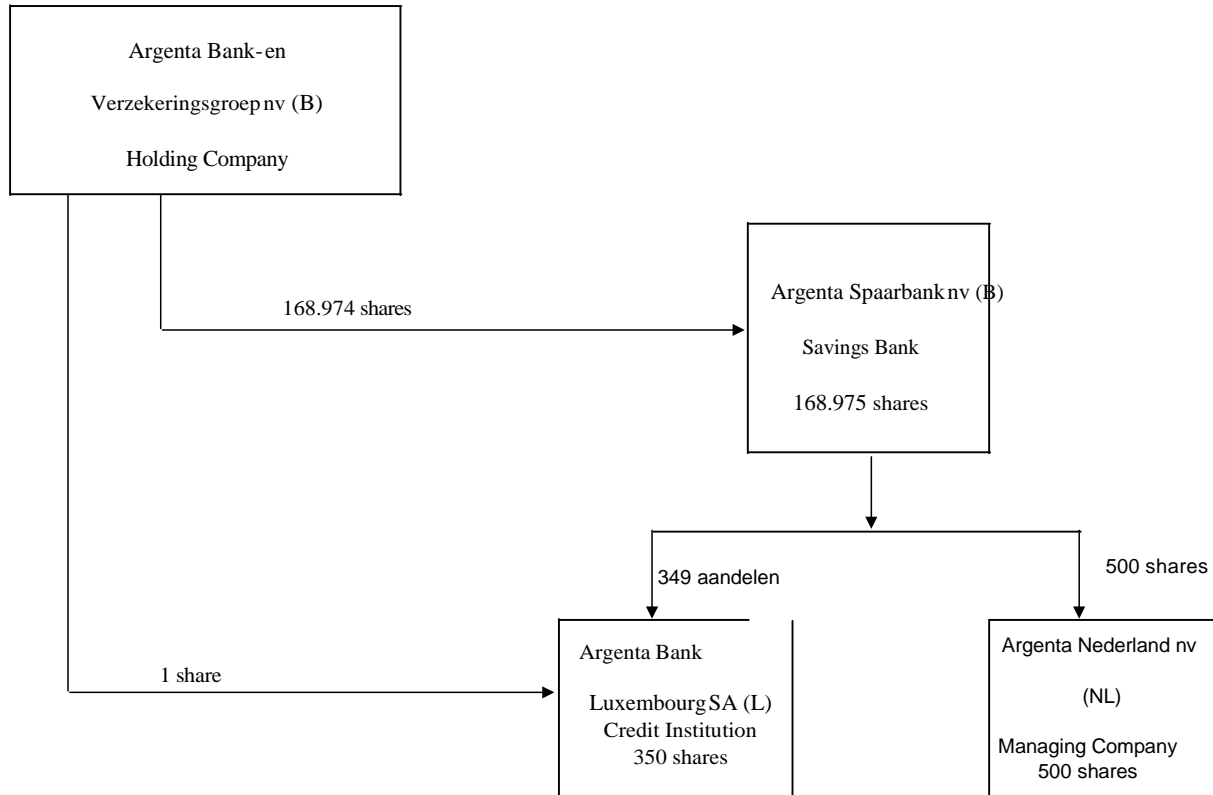 Argenta Bank-en
Verzekeringsgroep nv (B)
Holding Company
168.974 shares
Argenta Spaarbank nv (B)
Savings Bank
168.975 shares
349 aandelen
500 shares
1 share
Argenta Bank
Luxembourg SA (L)
Credit Institution
350 shares
Argenta Nederland nv
(NL)
Managing Company
500 shares